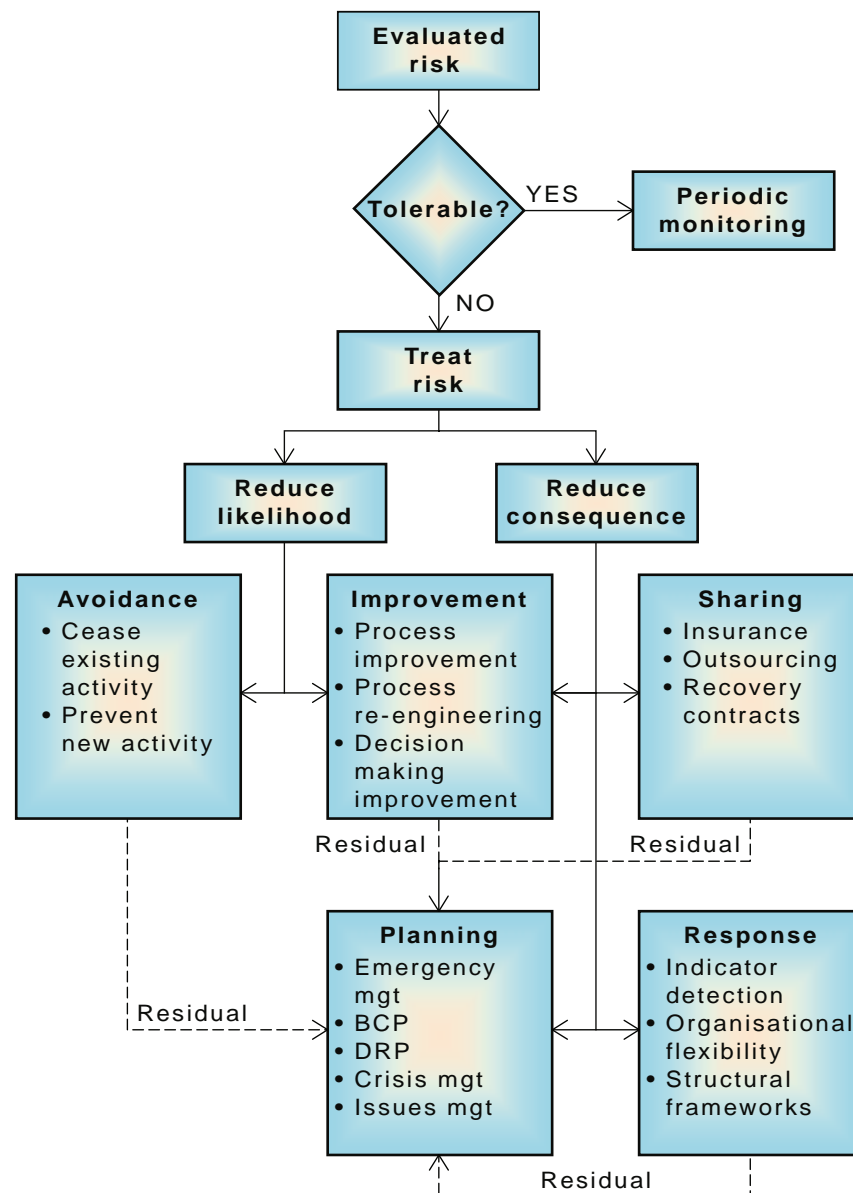 Evaluated
risk
Tolerable?
YES
Periodic
monitoring
NO
Treat
risk
Reduce
likelihood
Reduce
consequence
Avoidance
• Cease
existing
activity
• Prevent
new activity
Improvement
• Process
improvement
• Process
re-engineering
• Decision
making
improvement
Sharing
• Insurance
• Outsourcing
• Recovery
contracts
Residual
Residual
Residual
Planning
• Emergency
mgt
• BCP
• DRP
• Crisis mgt
• Issues mgt
Response
• Indicator
detection
• Organisational
flexibility
• Structural
frameworks
Residual